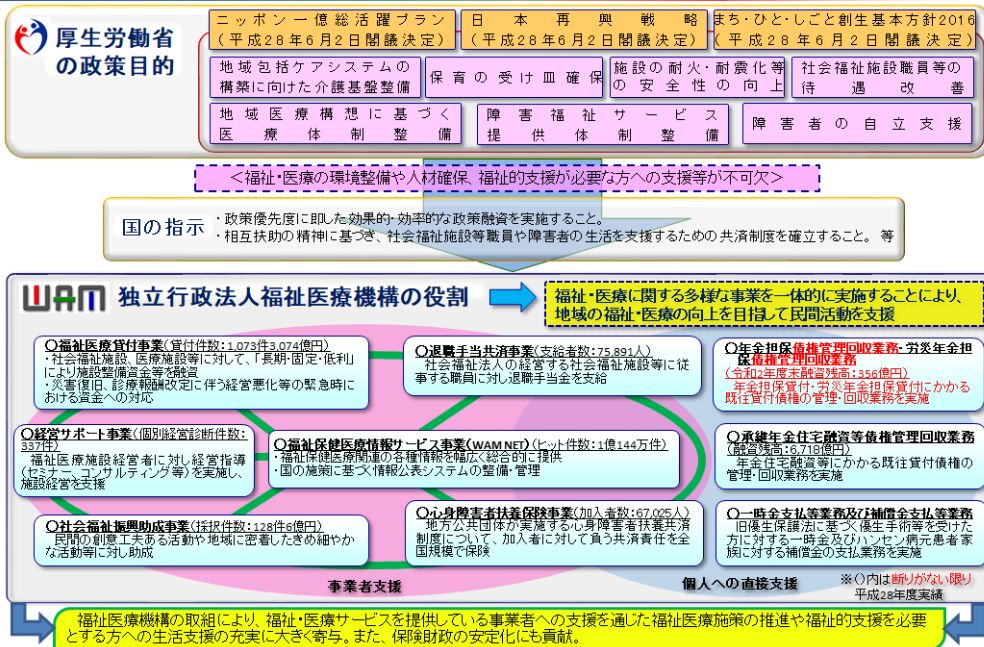 厚生労働省
の政策目的
ニッポン一億総活躍プラン
(平成28年6月2日閣議決定)
日本再興戦略
(平成28年6月2日閣議決定)
まち・ひと・しごと創生基本方針2016
(平成28年6月2日閣議決定)
地域包括ケアシステムの
構築に向けた介護基盤整備
保育の受け皿確保
施設の耐火・耐震化等
の安全性の向上
社会福祉施設職員等の
待遇改善
地域医療構想に基づく
医療体制整備
障害福祉サービス
提供体制整備
障害者の自立支援
<福祉・医療の環境整備や人材確保、福祉的支援が必要な方への支援等が不可欠>
国の指示
・政策優先度に即した効果的・効率的な政策融資を実施すること。
・相互扶助の精神に基づき、社会福祉施設等職員や障害者の生活を支援するための共済制度を確立すること。 等
WAM 独立行政法人福祉医療機構の役割
福祉・医療に関する多様な事業を一体的に実施することにより、
地域の福祉・医療の向上を目指して民間活動を支援
〇福祉医療貸付事業(貸付件数:1,073件3,074億円)
・社会福祉施設、医療施設等に対して、「長期・固定・低利」
により施設整備資金等を融資
・災害復旧、診療報酬改定に伴う経営悪化等の緊急時に
おける資金への対応
〇退職手当共済事業(支給者数:75,891人)
社会福祉法人の経営する社会福祉施設等に従
事する職員に対し退職手当金を支給
〇年金担保債権管理回収業務・労災年金担
保債権管理回収業務
(令和2年度末融資残高:356億円)
年金担保貸付・労災年金担保貸付にかかる
既往貸付債権の管理・回収業務を実施
〇経営サポート事業(個別経営診断件数:
337件)
福祉医療施設経営者に対し経営指導
(セミナー、コンサルティング等)を実施し、
施設経営を支援
〇福祉保健医療情報サービス事業(WAM NET)(ヒット件数:1億144万件)
・福祉保健医療関連の各種情報を幅広く総合的に提供
・国の施策に基づく情報公表システムの整備・管理
〇承継年金住宅融資等債権管理回収業務
(融資残高:6,718億円)
年金住宅融資等にかかる既往貸付債権の
管理・回収業務を実施
〇社会福祉振興助成事業(採択件数:128件6億円)
民間の創意工夫ある活動や地域に密着したきめ細やか
な活動等に対し助成
〇心身障害者扶養保険事業(加入者数:67,025人)
地方公共団体が実施する心身障害者扶養共済
制度について、加入者に対して負う共済責任を全
国規模で保険
〇一時金支払等業務及び補償金支払等業務
旧優生保護法に基づく優生手術等を受けた
方に対する一時金及びハンセン病元患者家
族に対する補償金の支払業務を実施
事業者支援
個人への直接支援
※()内は断りがない限り
平成28年度実績
福祉医療機構の取組により、福祉・医療サービスを提供している事業者への支援を通じた福祉医療施策の推進や福祉的支援を必要
とする方への生活支援の充実に大きく寄与。また、保険財政の安定化にも貢献。